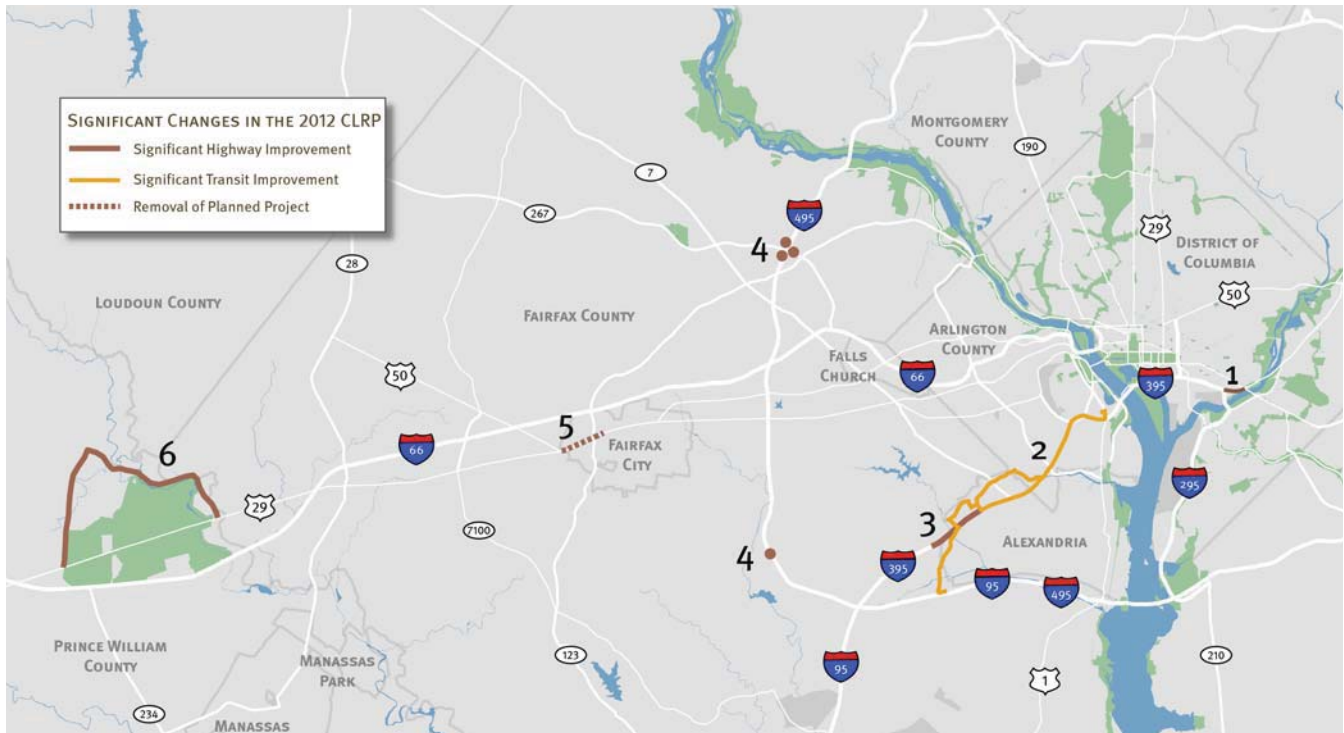 SIGNIFICANT CHANGES IN THE 2012 CLRP
Significant Highway Improvement
Significant Transit Improvement
Removal of Planned Project
MONTGOMERY
COUNTY
190
7
267
495
4
29
DISTRICT OF
COLUMBIA
28
50
LOUDOUN COUNTY
FAIRFAX COUNTY
ARLINGTON
COUNTY
FALLS
CHURCH
66
395
1
50
5
FAIRFAX
CITY
66
2
6
29
295
7100
3
4
ALEXANDRIA
395
95
495
PRINCE WILLIAM
COUNTY
MANASSAS
PARK
123
95
1
210
234
MANASSAS